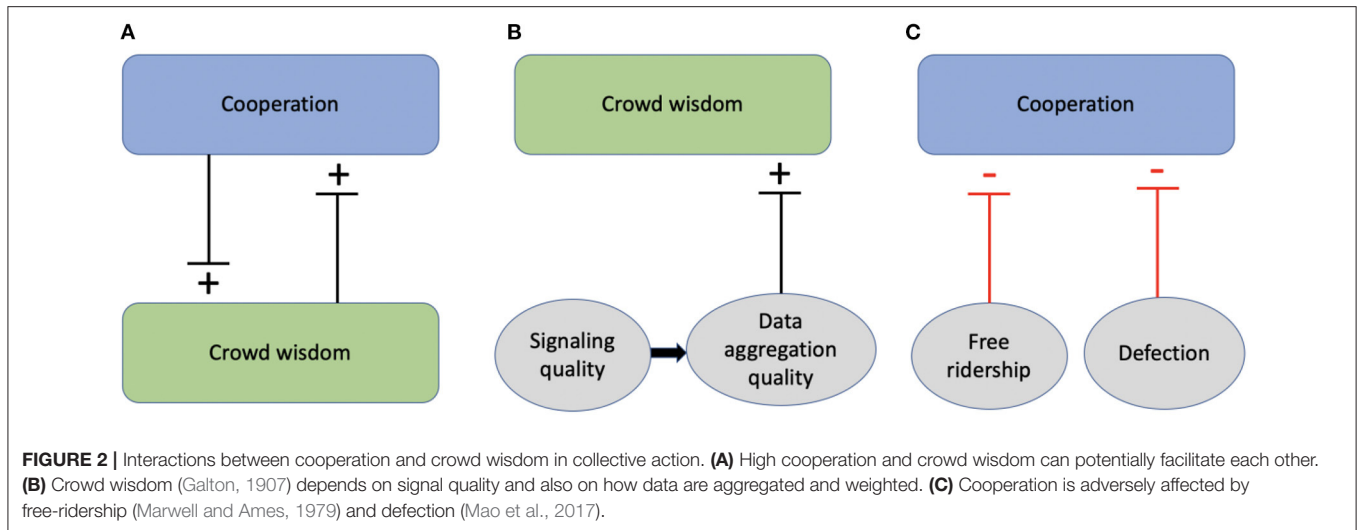 A
B
C
Cooperation
Crowd wisdom
Cooperation
+
+
+
-
-
Crowd wisdom
Signaling
quality
Data
aggregation
quality
Free
ridership
Defection
FIGURE 2 | Interactions between cooperation and crowd wisdom in collective action. (A) High cooperation and crowd wisdom can potentially facilitate each other.
(B) Crowd wisdom (Galton, 1907) depends on signal quality and also on how data are aggregated and weighted. (C) Cooperation is adversely affected by
free-ridership (Marwell and Ames, 1979) and defection (Mao et al., 2017).